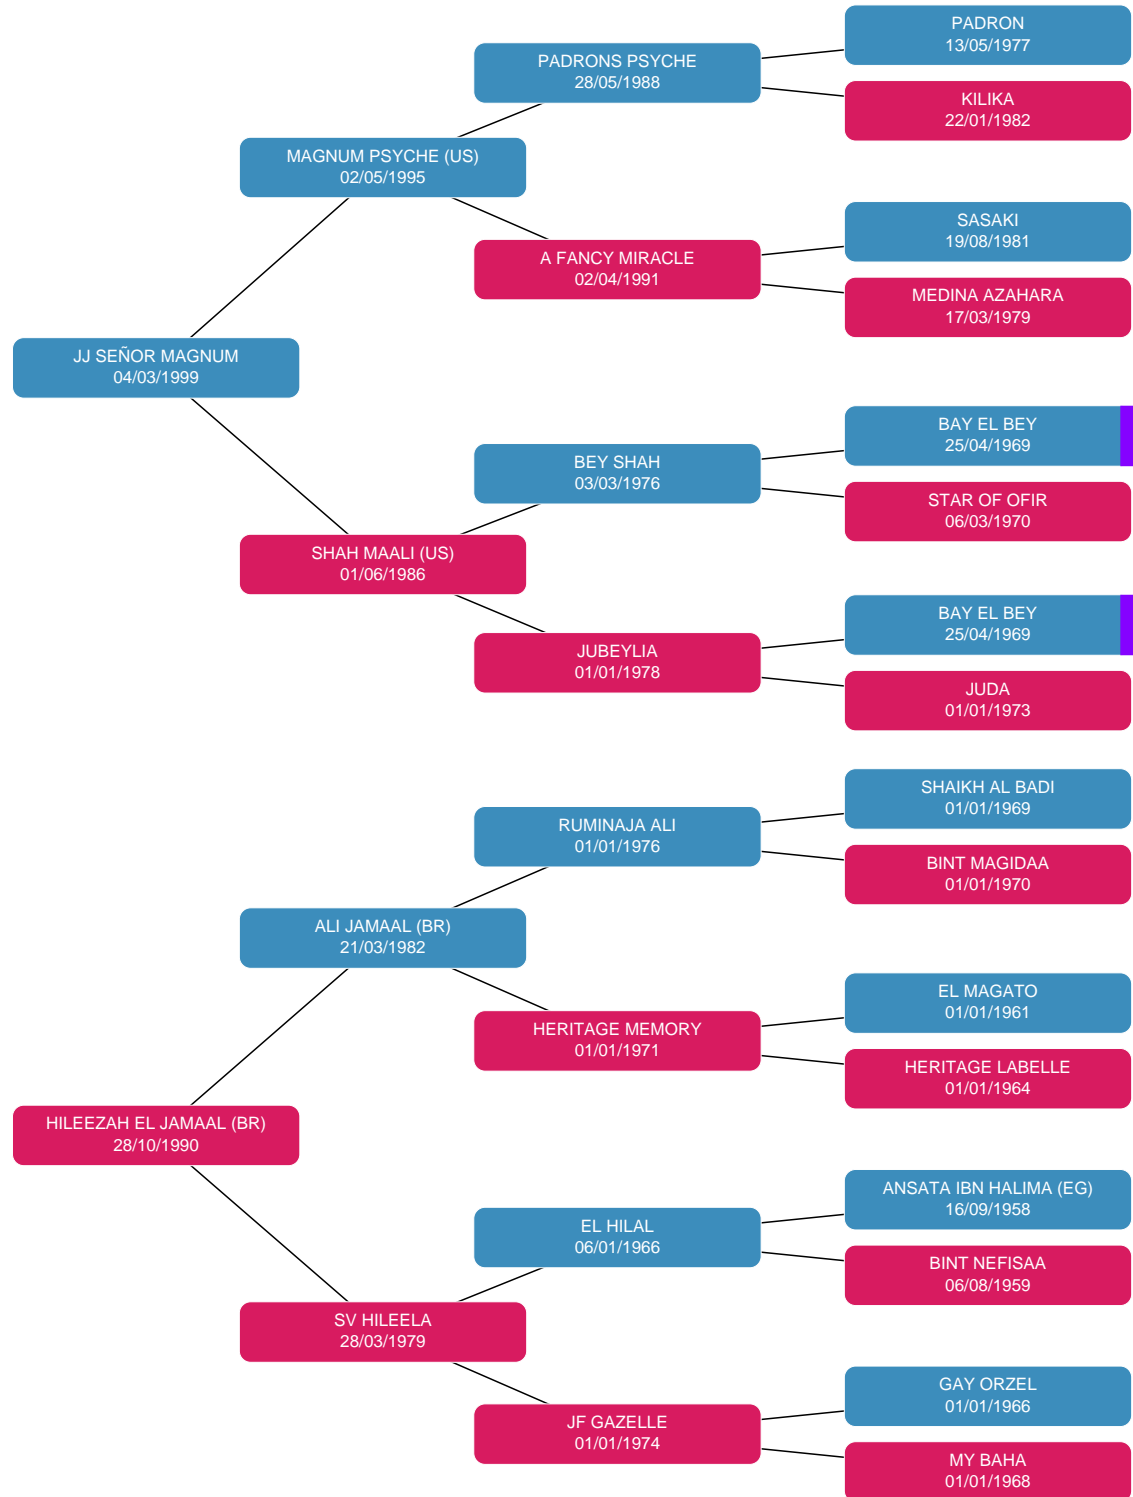 PADRON
13/05/1977
PADRONS PSYCHE
28/05/1988
KILIKA
22/01/1982
MAGNUM PSYCHE (US)
02/05/1995
SASAKI
19/08/1981
A FANCY MIRACLE
02/04/1991
MEDINA AZAHARA
17/03/1979
JJ SEÑOR MAGNUM
04/03/1999
BAY EL BEY
25/04/1969
BEY SHAH
03/03/1976
STAR OF OFIR
06/03/1970
SHAH MAALI (US)
01/06/1986
BAY EL BEY
25/04/1969
JUBEYLIA
01/01/1978
JUDA
01/01/1973
SHAIKH AL BADI
01/01/1969
RUMINAJA ALI
01/01/1976
BINT MAGIDAA
01/01/1970
ALI JAMAAL (BR)
21/03/1982
EL MAGATO
01/01/1961
HERITAGE MEMORY
01/01/1971
HERITAGE LABELLE
01/01/1964
HILEEZAH EL JAMAAL (BR)
28/10/1990
ANSATA IBN HALIMA (EG)
16/09/1958
EL HILAL
06/01/1966
BINT NEFISAA
06/08/1959
SV HILEELA
28/03/1979
GAY ORZEL
01/01/1966
JF GAZELLE
01/01/1974
MY BAHA
01/01/1968